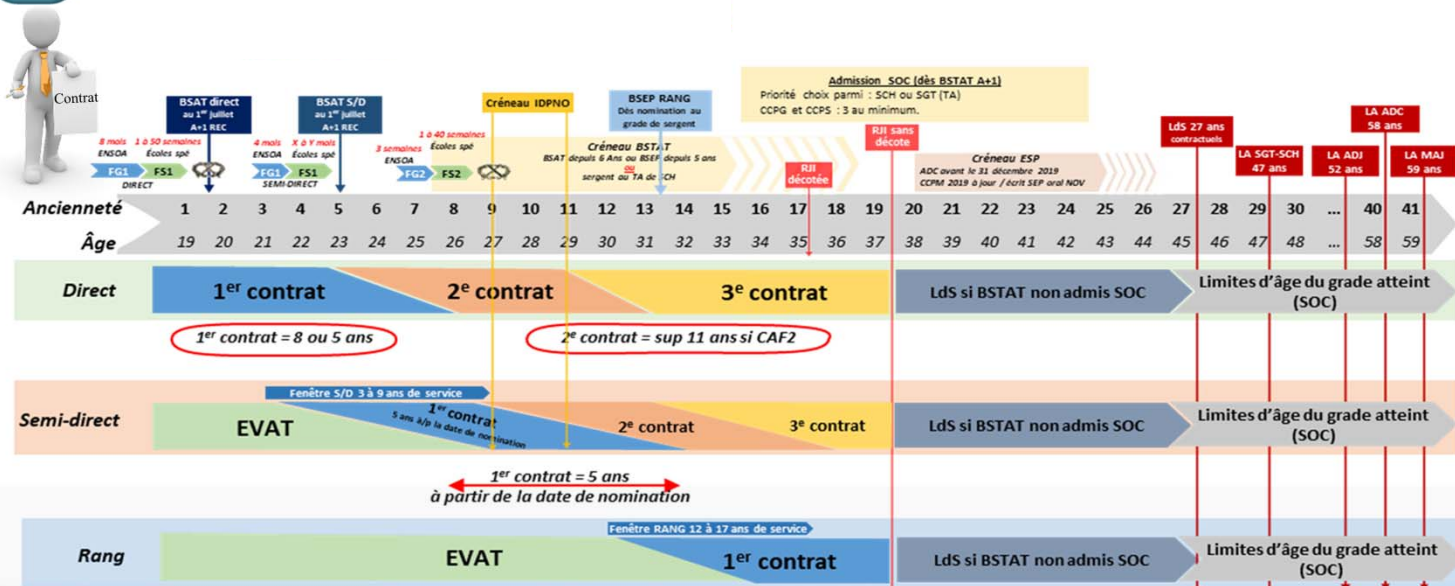 Contrat
BSAT direct
au 1er juillet
A+1 REC
BSAT S/D
au 1er juillet
A+1 REC
Créneau IDPNO
BSEP RANG
Dès nomination au
grade de sergent
Admission SOC (dès BSTAT A+1)
Priorité choix parmi : SCH ou SGT (TA)
CCPG et CCPS : 3 au minimum.
RJI sans
décote
LdS 27 ans
contractuels
LA SGT-SCH
47 ans
LA ADJ
52 ans
LA ADC
58 ans
LA MAJ
59 ans
8 mois
ENSOA
1 à 50 semaines
Écoles spé
FG1
FS1
DIRECT
4 mois
ENSOA
X à Y mois
Écoles spé
FG1
FS1
SEMI-DIRECT
3 semaines
ENSOA
1 à 40 semaines
Écoles spé
FG2
FS2
Créneau BSTAT
BSAT depuis 6 Ans ou BSEP depuis 5 ans
ou
sergent au TA de SCH
RJI
décotée
Créneau ESP
ADC avant le 31 décembre 2019
CCPM 2019 à jour / écrit SEP oral NOV
Ancienneté 1 2 3 4 5 6 7 8 9 10 11 12 13 14 15 16 17 18 19 20 21 22 23 24 25 26 27 28 29 30 ... 40 41
Âge 19 20 21 22 23 24 25 26 27 28 29 30 31 32 33 34 35 36 37 38 39 40 41 42 43 44 45 46 47 48 ... 58 59
Direct
1er contrat
2e contrat
3e contrat
LdS si BSTAT non admis SOC
Limites d'âge du grade atteint
(SOC)
1er contrat = 8 ou 5 ans
2e contrat = sup 11 ans si CAF2
Fenêtre S/D 3 à 9 ans de service
Semi-direct
EVAT
1er contrat
5 ans à/p la date de nomination
2e contrat
3e contrat
LdS si BSTAT non admis SOC
Limites d'âge du grade atteint
(SOC)
1er contrat = 5 ans
à partir de la date de nomination
Fenêtre RANG 12 à 17 ans de service
Rang
EVAT
1er contrat
LdS si BSTAT non admis SOC
Limites d'âge du grade atteint
(SOC)